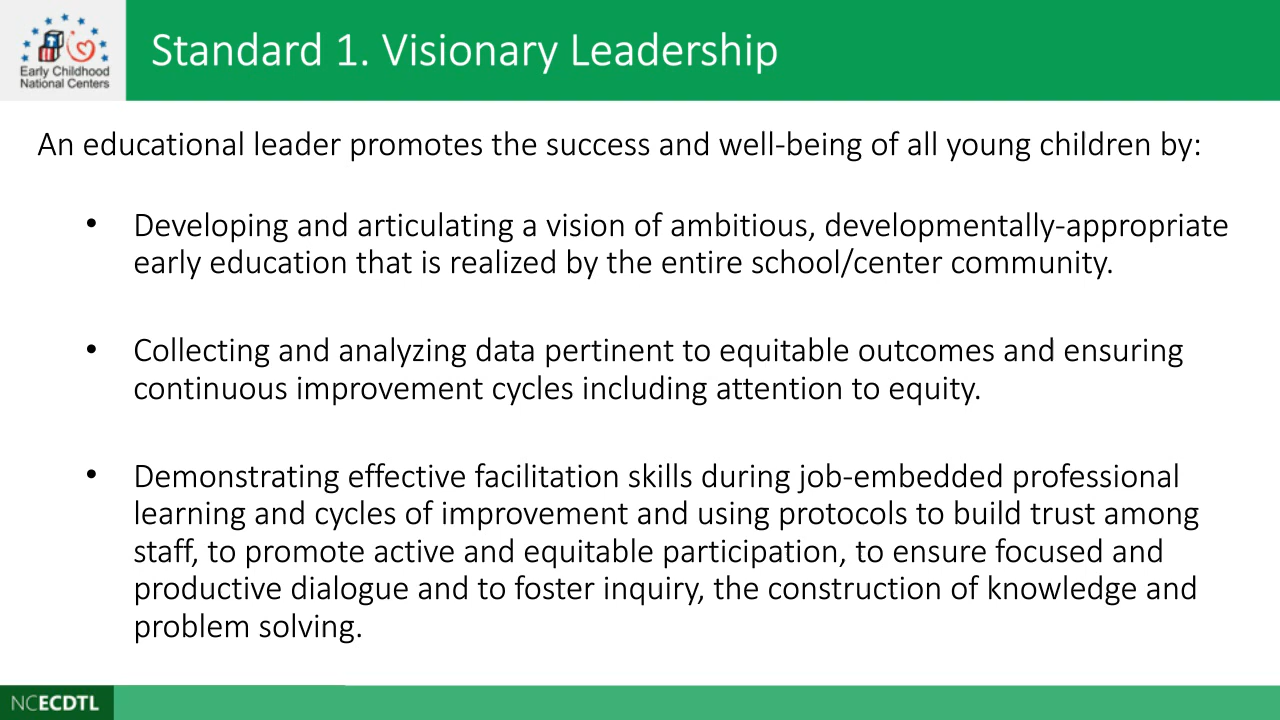 Early Childhood
National Centers
Standard 1. Visionary Leadership
An educational leader promotes the success and well-being of all young children by:
• Developing and articulating a vision of ambitious, developmentally-appropriate
early education that is realized by the entire school/center community.
• Collecting and analyzing data pertinent to equitable outcomes and ensuring
continuous improvement cycles including attention to equity.
• Demonstrating effective facilitation skills during job-embedded professional
learning and cycles of improvement and using protocols to build trust among
staff, to promote active and equitable participation, to ensure focused and
productive dialogue and to foster inquiry, the construction of knowledge and
problem solving.
NCECDTL